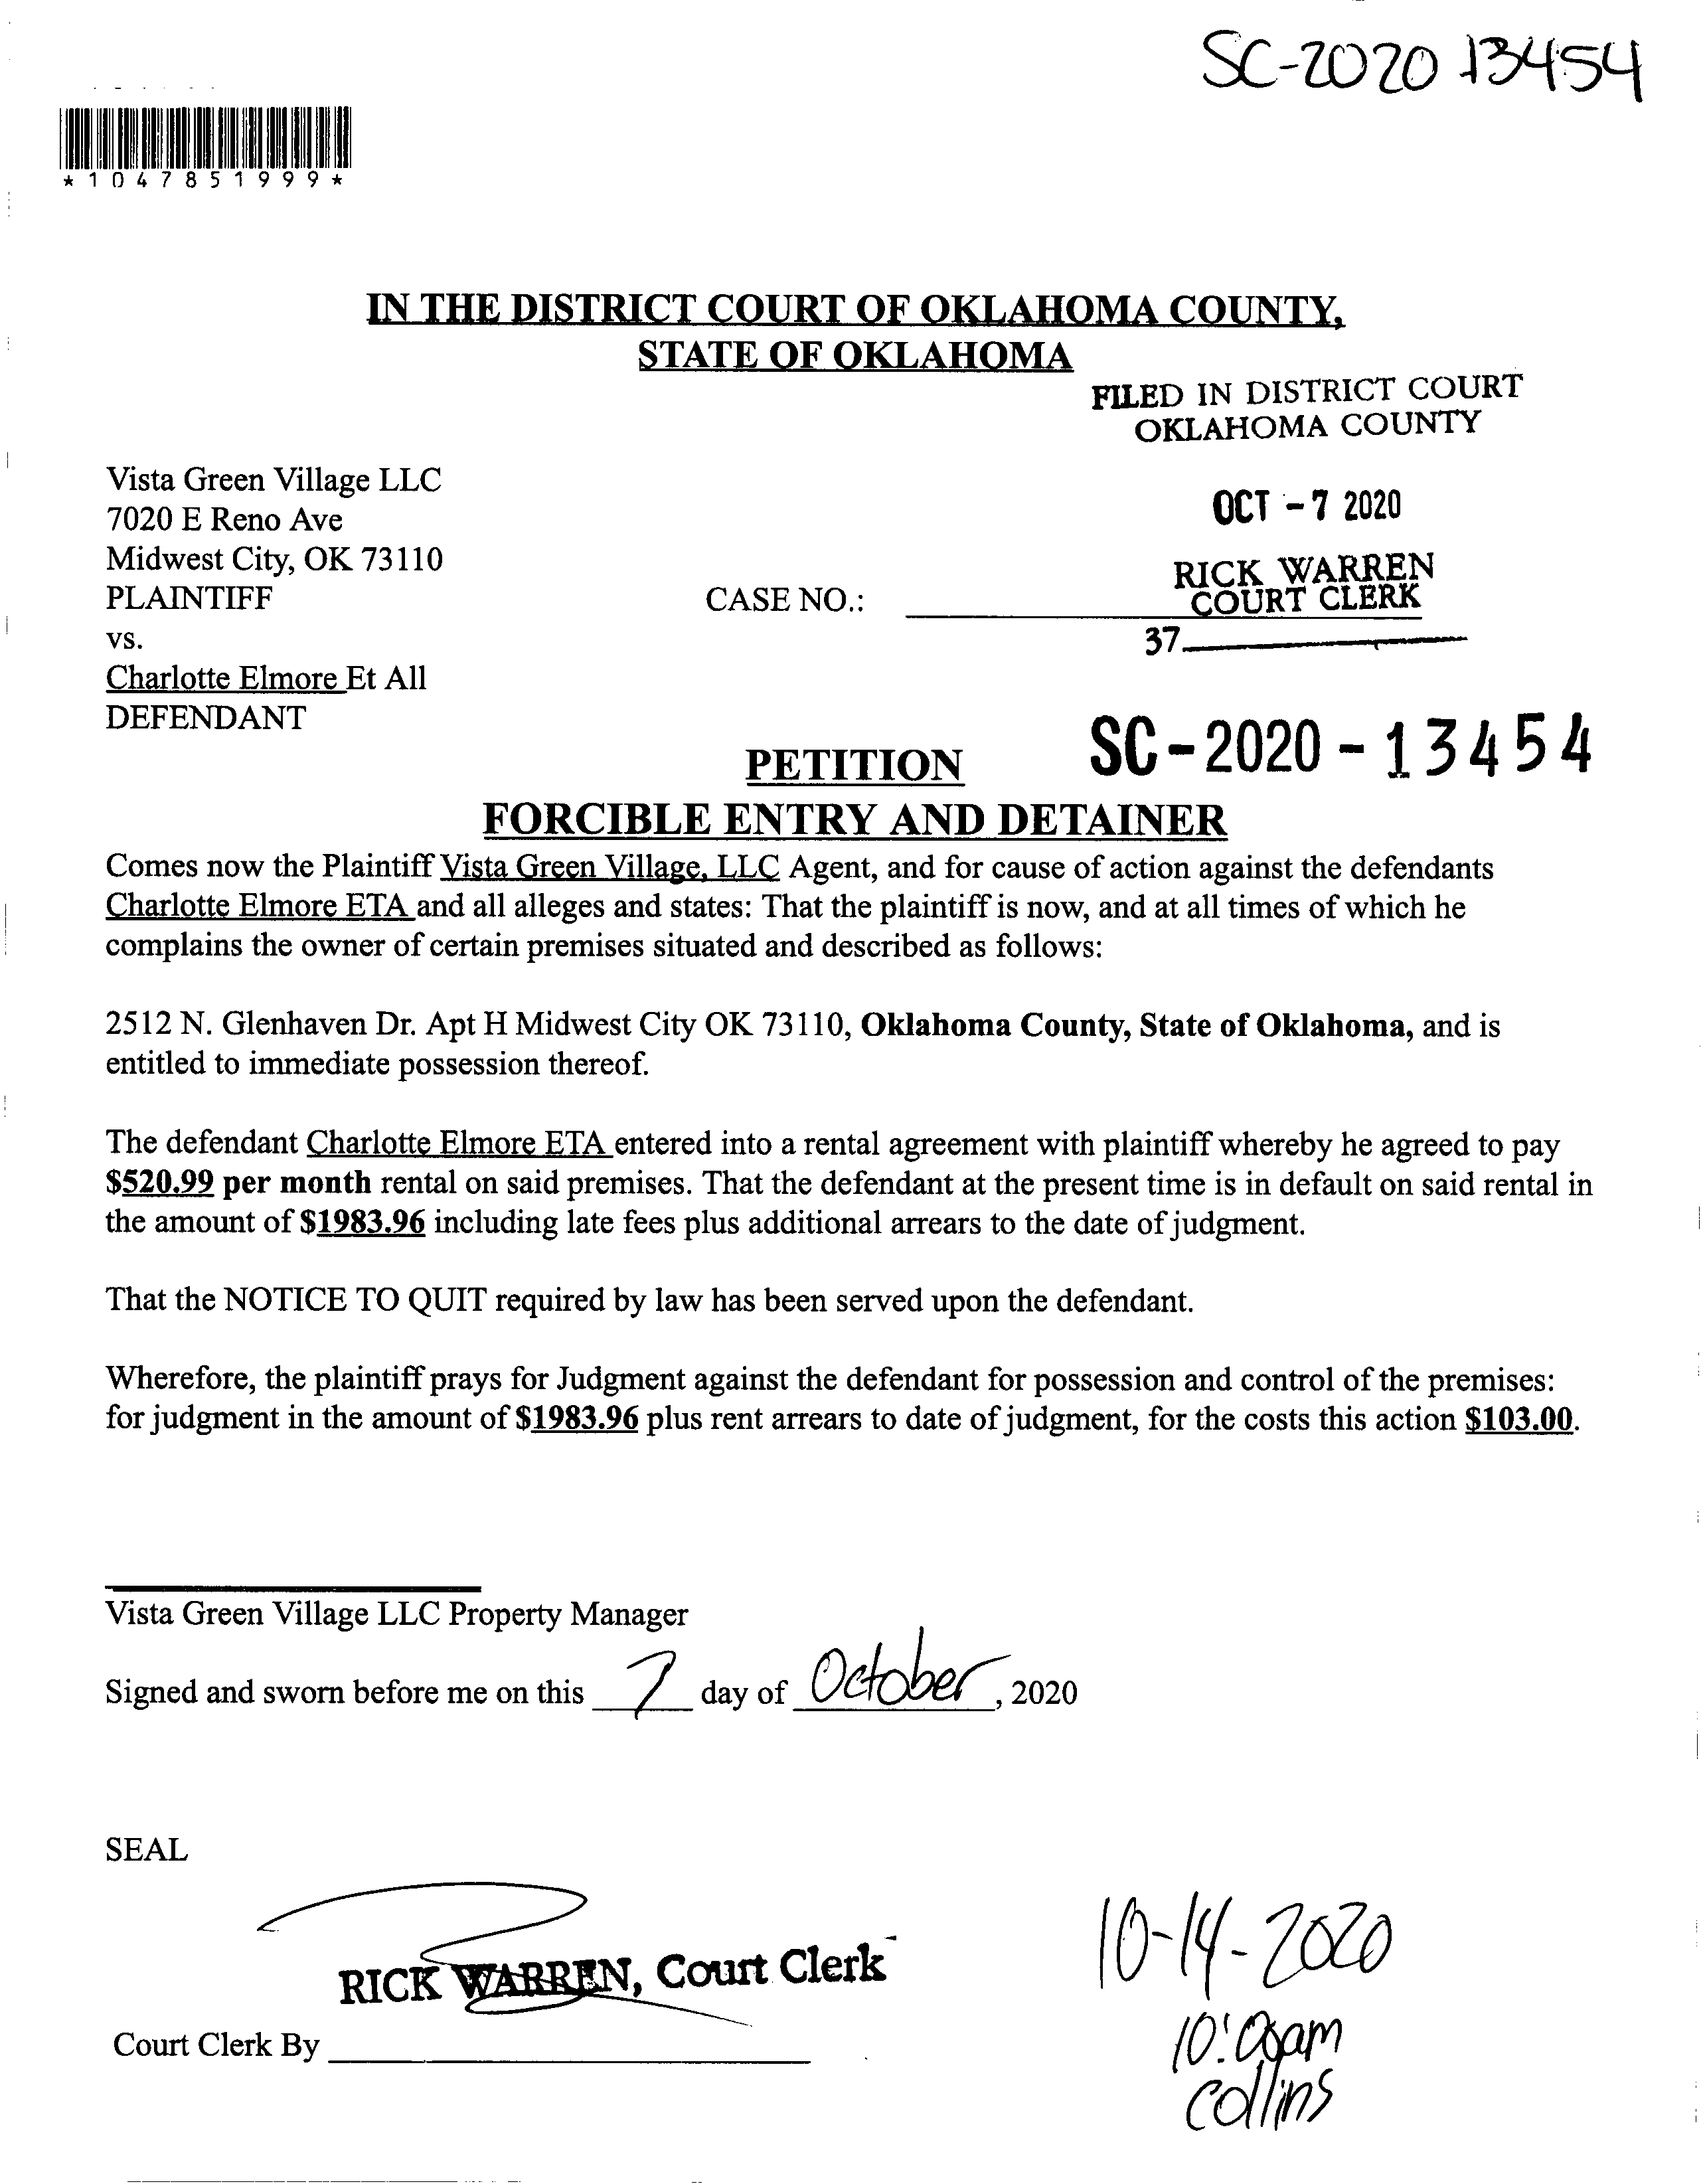 SC-2020 13454
*1047851999*
IN THE DISTRICT COURT OF OKLAHOMA COUNTY,
STATE OF OKLAHOMA
FILED IN DISTRICT COURT
OKLAHOMA COUNTY
Vista Green Village LLC
7020 E Reno Ave
OCT -7 2020
Midwest City, OK 73110
PLAINTIFF
CASE NO.:
RICK WARREN
COURT CLERK
vs.
37
Charlotte Elmore Et All
DEFENDANT
SC-2020-13454
PETITION
FORCIBLE ENTRY AND DETAINER
Comes now the Plaintiff Vista Green Village, LLC Agent, and for cause of action against the defendants
Charlotte Elmore ETA and all alleges and states: That the plaintiff is now, and at all times of which he
complains the owner of certain premises situated and described as follows:
2512 N. Glenhaven Dr. Apt H Midwest City OK 73110, Oklahoma County, State of Oklahoma, and is
entitled to immediate possession thereof.
The defendant Charlotte Elmore ETA entered into a rental agreement with plaintiff whereby he agreed to pay
$520.99 per month rental on said premises. That the defendant at the present time is in default on said rental in
the amount of $1983.96 including late fees plus additional arrears to the date of judgment.
That the NOTICE TO QUIT required by law has been served upon the defendant.
Wherefore, the plaintiff prays for Judgment against the defendant for possession and control of the premises:
for judgment in the amount of $1983.96 plus rent arrears to date of judgment, for the costs this action $103.00.
Vista Green Village LLC Property Manager
Signed and sworn before me on this 7 day of October, 2020
SEAL
RICK WARREN, Court Clerk
Court Clerk By
10-14-2020
10:00am
Collins